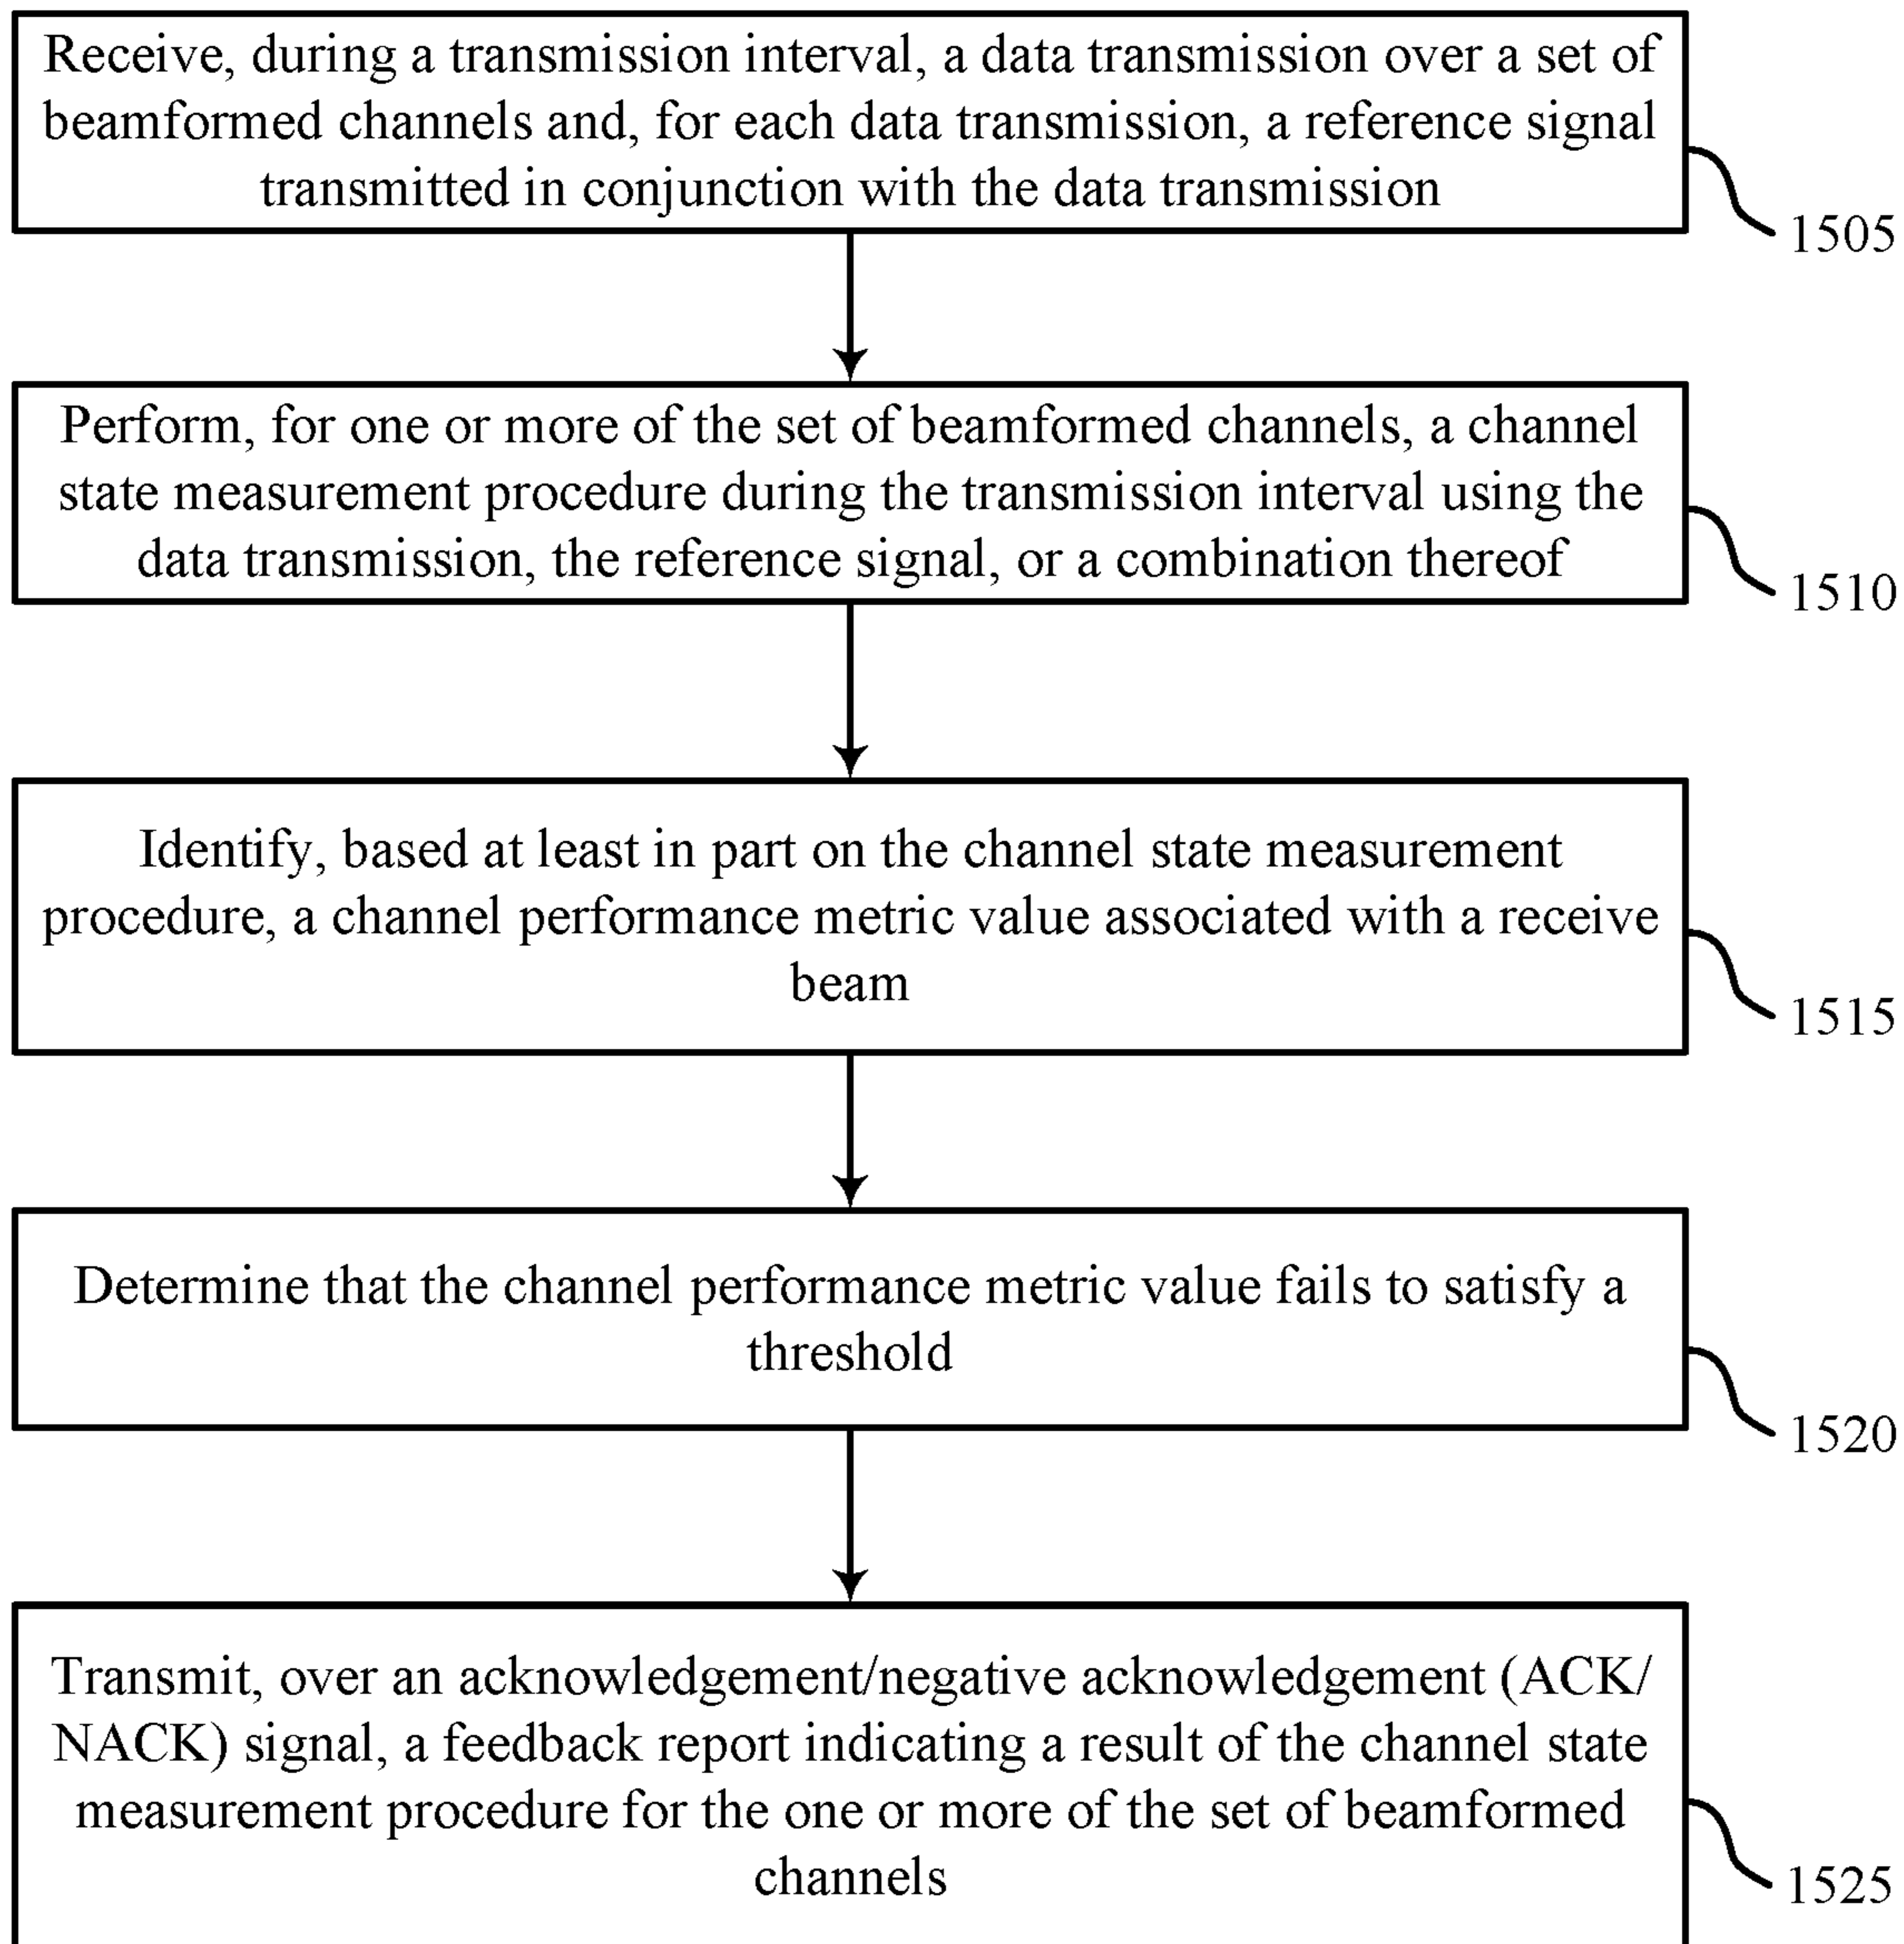 Receive, during a transmission interval, a data transmission over a set of
beamformed channels and, for each data transmission, a reference signal
transmitted in conjunction with the data transmission
1505
Perform, for one or more of the set of beamformed channels, a channel
state measurement procedure during the transmission interval using the
data transmission, the reference signal, or a combination thereof
1510
Identify, based at least in part on the channel state measurement
procedure, a channel performance metric value associated with a receive
beam
1515
Determine that the channel performance metric value fails to satisfy a
threshold
1520
Transmit, over an acknowledgement/negative acknowledgement (ACK/
NACK) signal, a feedback report indicating a result of the channel state
measurement procedure for the one or more of the set of beamformed
channels
1525